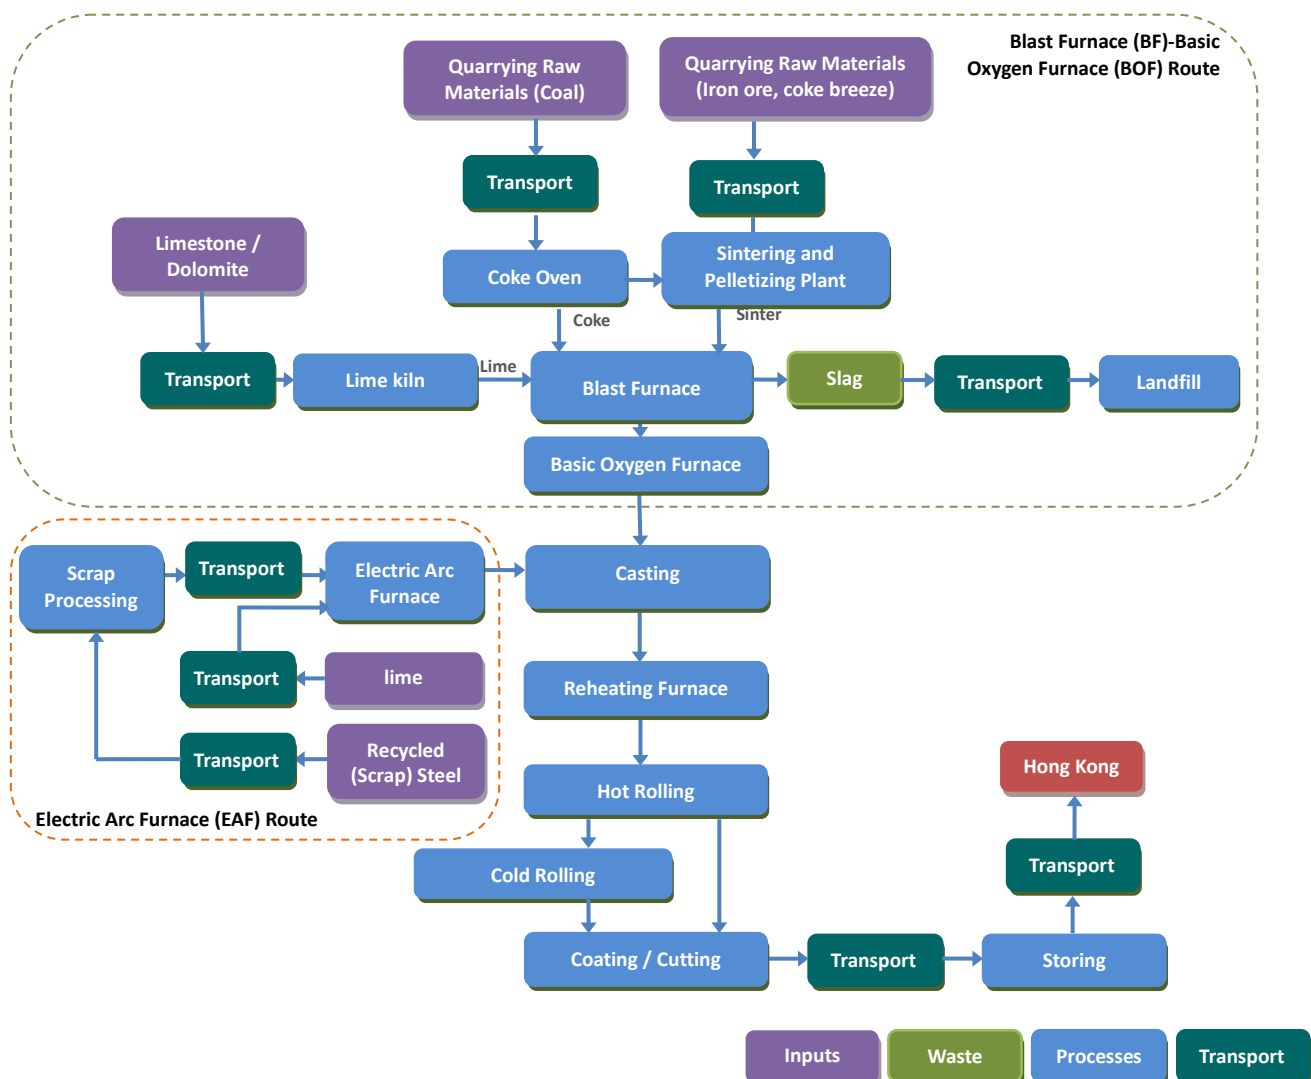 Blast Furnace (BF)-Basic
Oxygen Furnace (BOF) Route
Quarrying Raw
Materials (Coal)
Quarrying Raw Materials
(Iron ore, coke breeze)
Transport
Transport
Limestone /
Dolomite
Coke Oven
Sintering and
Pelletizing Plant
Coke
Sinter
Transport
Lime kiln
Lime
Blast Furnace
Slag
Transport
Landfill
Basic Oxygen Furnace
Scrap
Processing
Transport
Electric Arc
Furnace
Casting
Transport
lime
Reheating Furnace
Transport
Recycled
(Scrap) Steel
Electric Arc Furnace (EAF) Route
Hot Rolling
Hong Kong
Cold Rolling
Transport
Coating / Cutting
Transport
Storing
Inputs
Waste
Processes
Transport